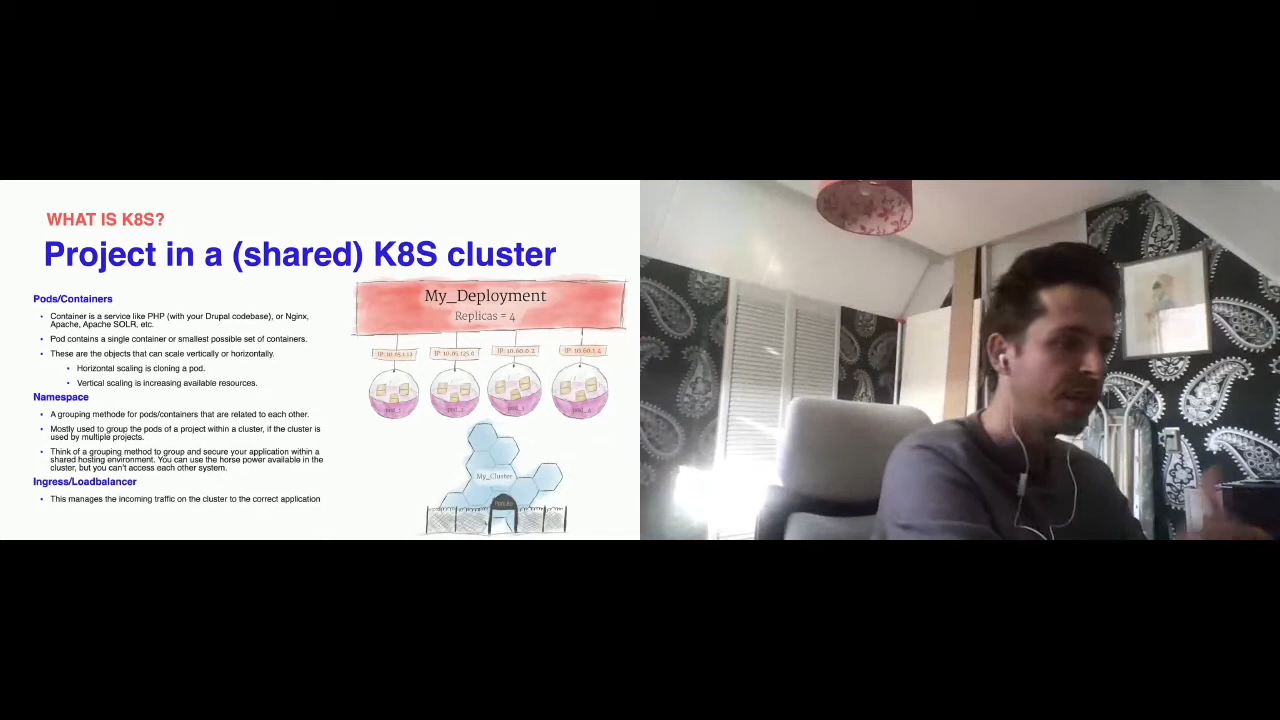 WHAT IS K8S?
Project in a (shared) K8S cluster
Pods/Containers
• Container is a service like PHP (with your Drupal codebase), or Nginx,
Apache, Apache SOLR, etc.
• Pod contains a single container or smallest possible set of containers.
• These are the objects that can scale vertically or horizontally.
• Horizontal scaling is cloning a pod.
• Vertical scaling is increasing available resources.
Namespace
• A grouping methode for pods/containers that are related to each other.
• Mostly used to group the pods of a project within a cluster, if the cluster is
used by multiple projects.
• Think of a grouping method to group and secure your application within a
shared hosting environment. You can use the horse power available in the
cluster, but you can't access each other system.
Ingress/Loadbalancer
• This manages the incoming traffic on the cluster to the correct application
My_Deployment
Replicas = 4
My_Cluster